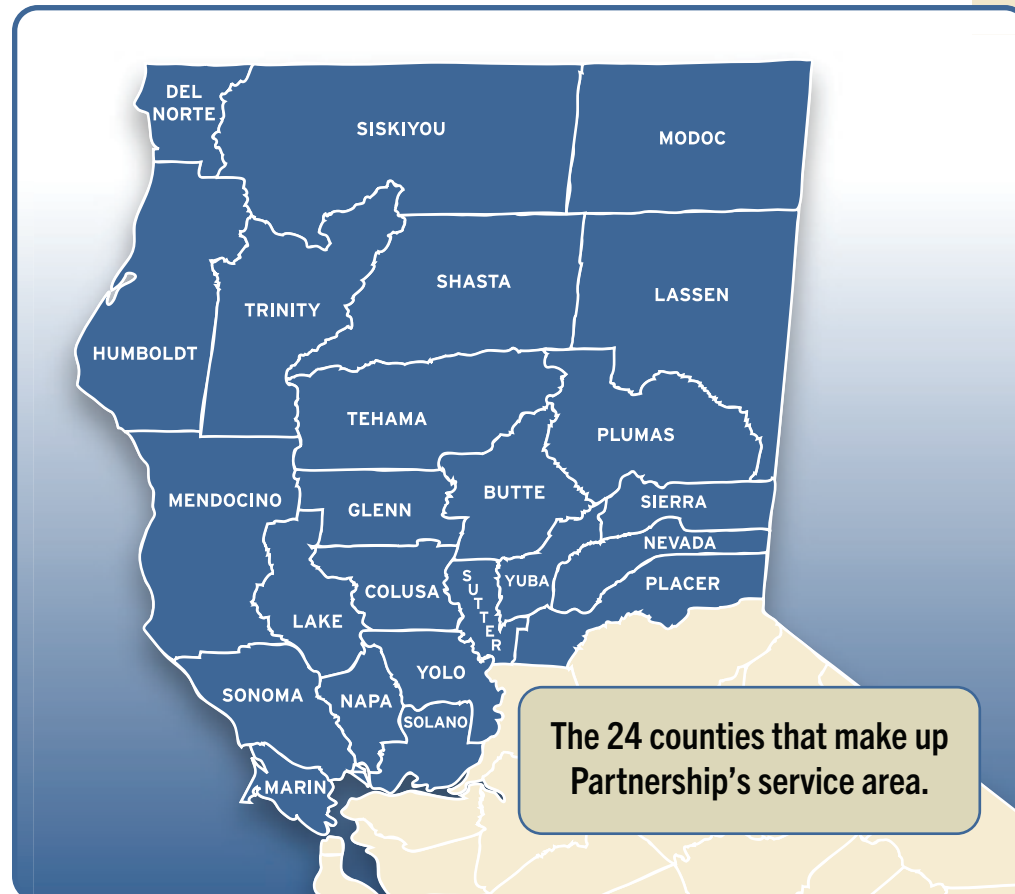 DEL
NORTE
SISKIYOU
MODOC
SHASTA
LASSEN
TRINITY
HUMBOLDT
TEHAMA
PLUMAS
MENDOCINO
GLENN
BUTTE
SIERRA
NEVADA
COLUSA
SUTTER
YUBA
PLACER
LAKE
YOLO
SONOMA
NAPA
SOLANO
MARIN
The 24 counties that make up
Partnership’s service area.